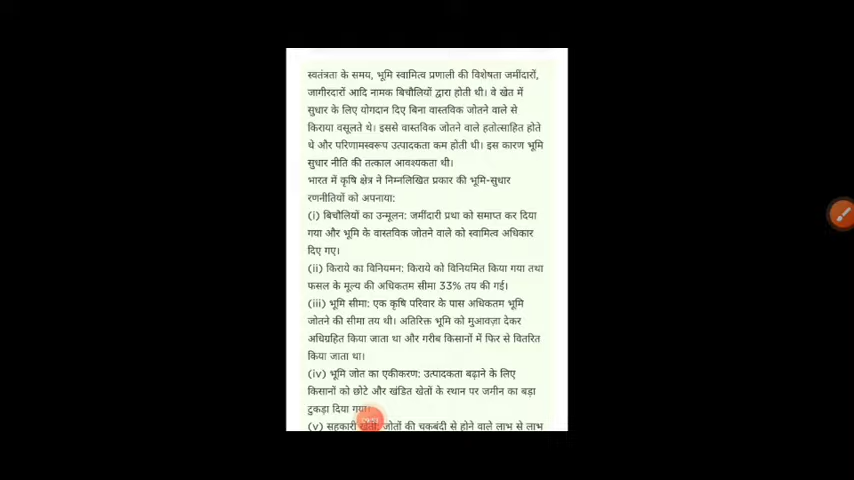 स्वतंत्रता के समय, भूमि स्वामित्व प्रणाली की विशेषता जमींदारों,
जागीरदारों आदि नामक बिचौलियों द्वारा होती थी। वे खेत में
सुधार के लिए योगदान दिए बिना वास्तविक जोतने वाले से
किराया वसूलते थे। इससे वास्तविक जोतने वाले हतोत्साहित होते
थे और परिणामस्वरूप उत्पादकता कम होती थी। इस कारण भूमि
सुधार नीति की तत्काल आवश्यकता थी।
भारत में कृषि क्षेत्र ने निम्नलिखित प्रकार की भूमि-सुधार
रणनीतियों को अपनाया:
(i) बिचौलियों का उन्मूलन: जमींदारी प्रथा को समाप्त कर दिया
गया और भूमि के वास्तविक जोतने वाले को स्वामित्व अधिकार
दिए गए।
(ii) किराये का विनियमन: किराये को विनियमित किया गया तथा
फसल के मूल्य की अधिकतम सीमा 33% तय की गई।
(iii) भूमि सीमा: एक कृषि परिवार के पास अधिकतम भूमि
जोतने की सीमा तय थी। अतिरिक्त भूमि को मुआवज़ा देकर
अधिग्रहित किया जाता था और गरीब किसानों में फिर से वितरित
किया जाता था।
(iv) भूमि जोत का एकीकरण: उत्पादकता बढ़ाने के लिए
किसानों को छोटे और खंडित खेतों के स्थान पर जमीन का बड़ा
टुकड़ा दिया गया।
(v) सहकारी खेती: जोतों की चकबंदी से होने वाले लाभ से लाभ